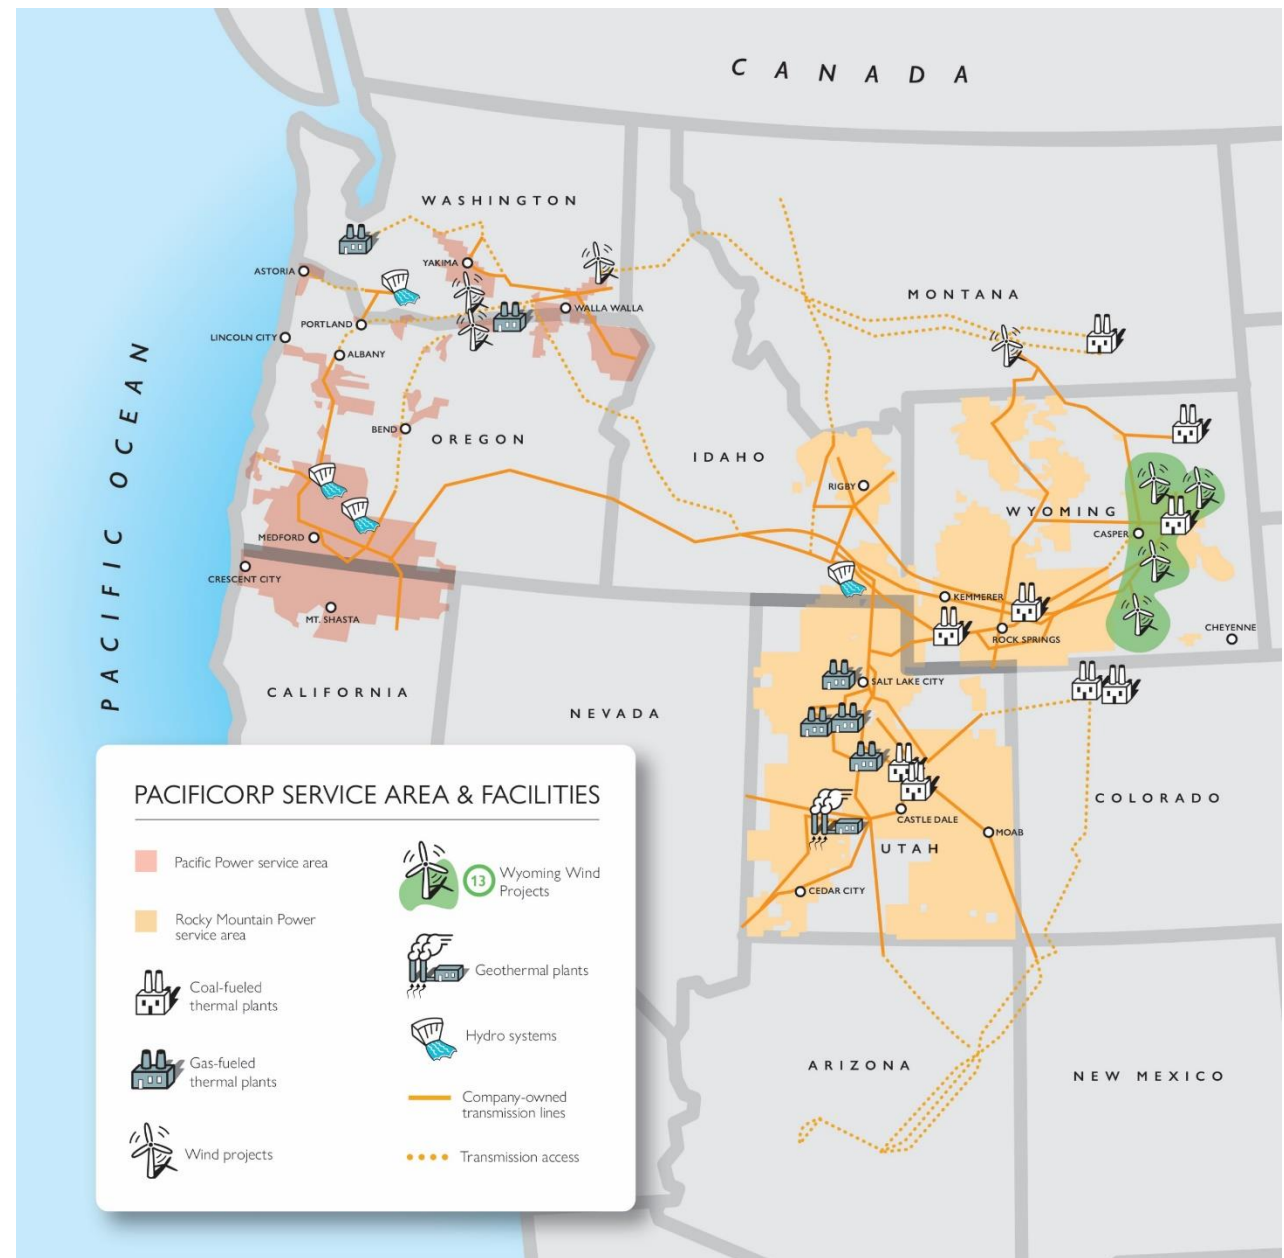 CANADA
WASHINGTON
ASTORIA
YAKIMA
WALLA WALLA
PORTLAND
LINCOLN CITY
ALBANY
MONTANA
BEND
OREGON
IDAHO
RIGBY
WYOMING
CASPER
MEDFORD
CRESCENT CITY
MT. SHASTA
KEMMERER
ROCK SPRINGS
CHEYENNE
PACIFIC OCEAN
CALIFORNIA
NEVADA
SALT LAKE CITY
CASTLE DALE
MOAB
UTAH
CEDAR CITY
COLORADO
ARIZONA
NEW MEXICO
PACIFICORP SERVICE AREA & FACILITIES
Pacific Power service area
Rocky Mountain Power
service area
Coal-fueled
thermal plants
Gas-fueled
thermal plants
Wind projects
13
Wyoming Wind
Projects
Geothermal plants
Hydro systems
Company-owned
transmission lines
Transmission access